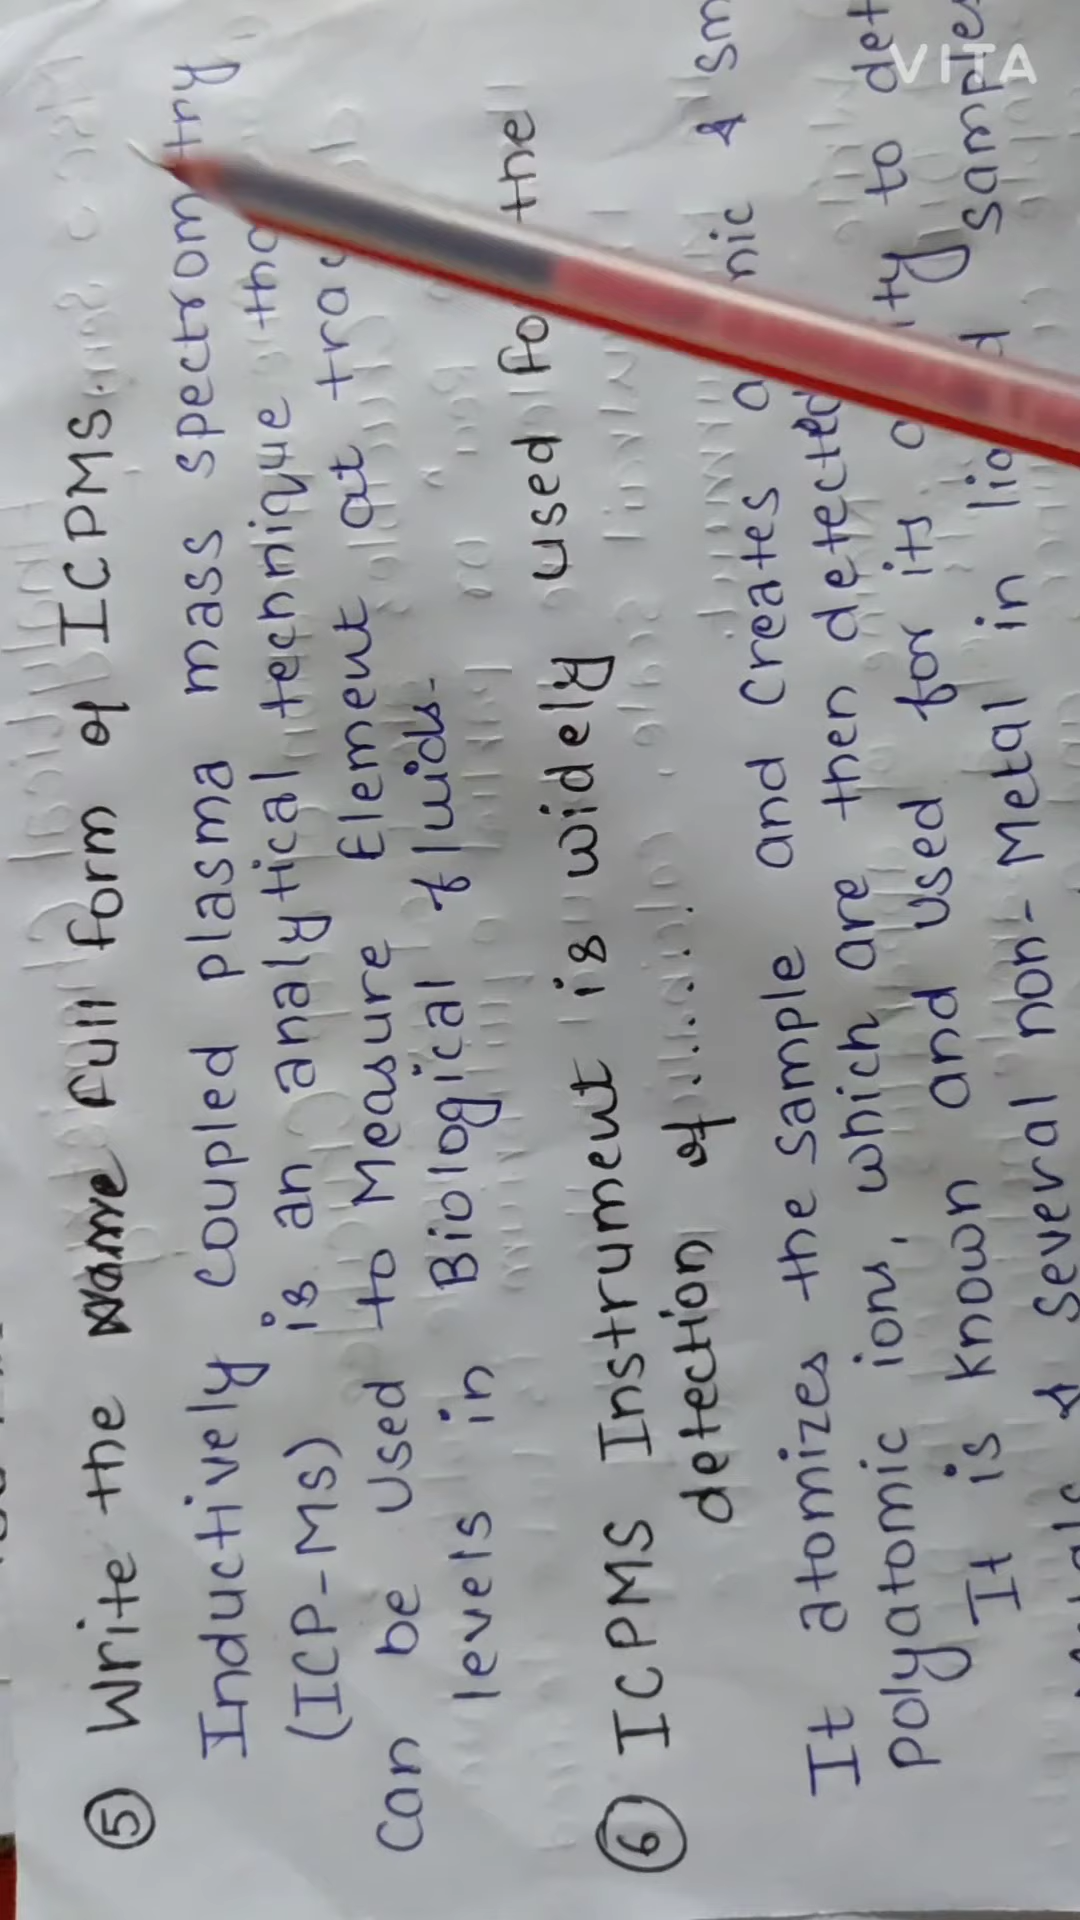 ⑤ Write the full form of ICPMS.
Inductively coupled plasma mass spectrometry
(ICP-MS) is an analytical technique
can be used to Measure Element at
levels in Biological fluids.
⑥ ICPMS Instrument is widely used the
detection of........
It atomizes the sample and creates &
polyatomic ions, which are then detected
It is known and used for its to
& several non-Metal in samples
VITA